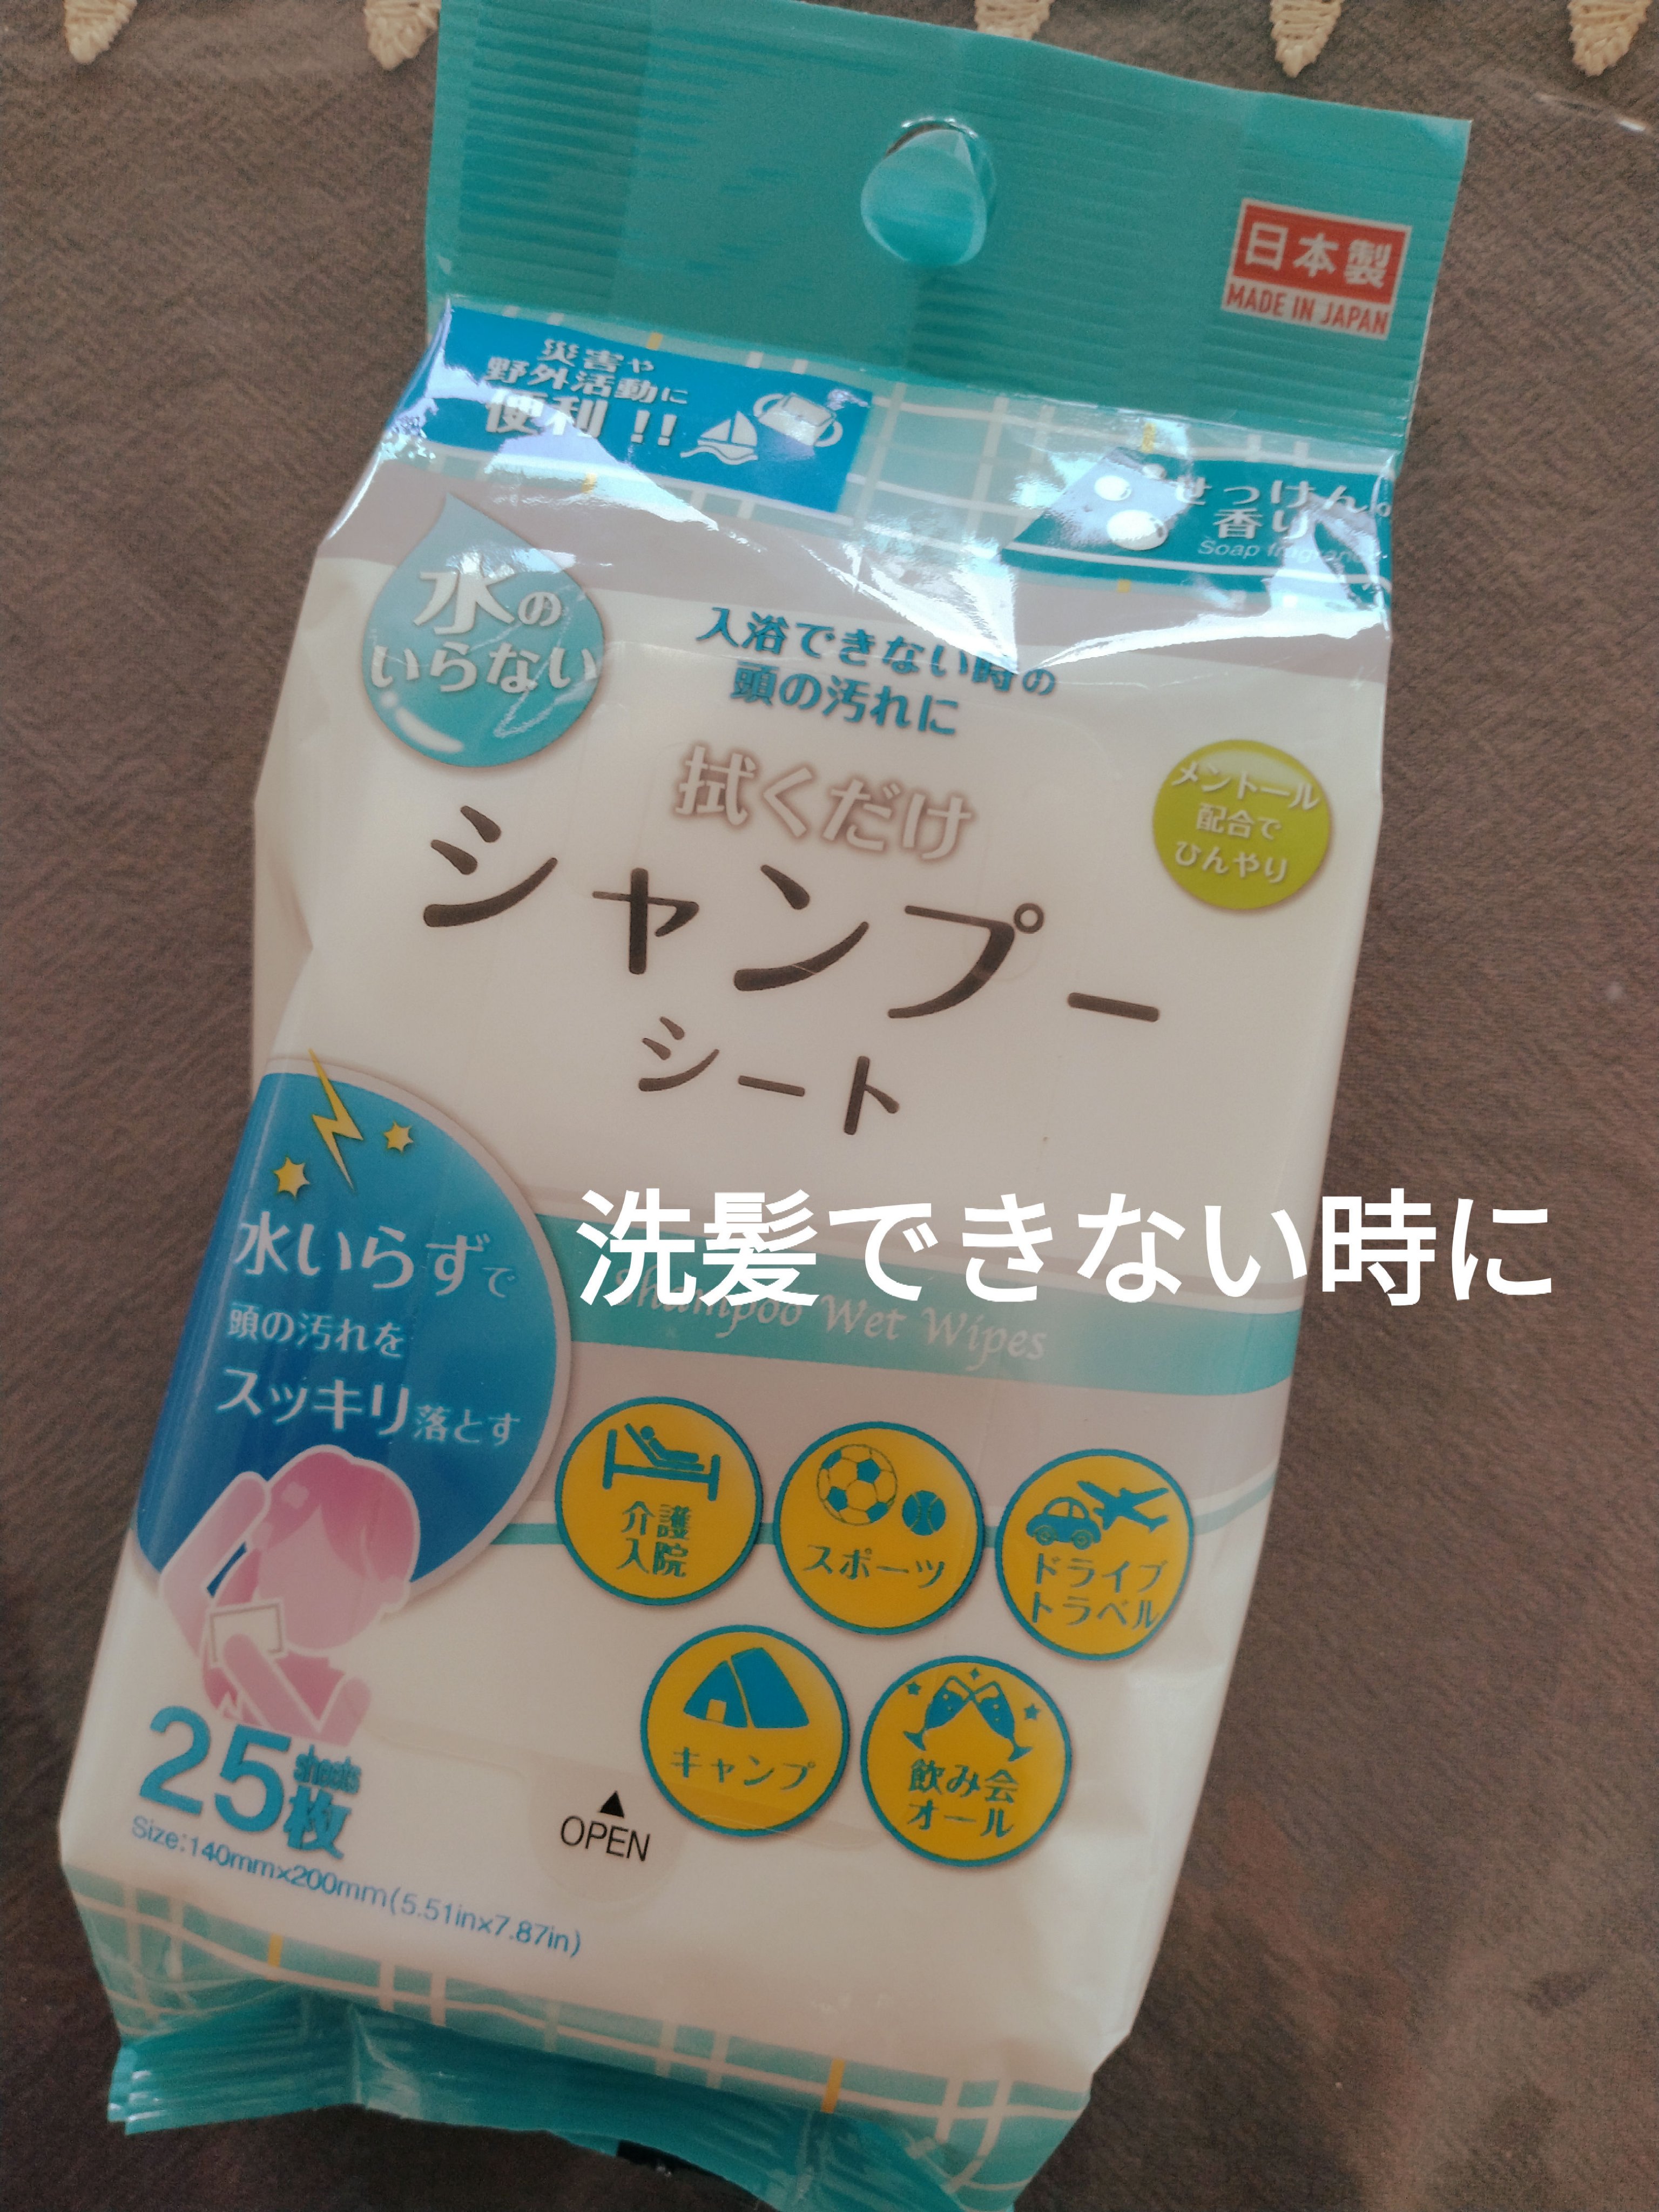 日本製
MADE IN JAPAN
災害や
野外活動に
便利!!
せっけんの
香り
Soap fragrance
水の
いらない
入浴できない時の
頭の汚れに
拭くだけ
メントール
配合で
ひんやり
シャンプー
シート
洗髪できない時に
Shampoo Wet Wipes
水いらずで
頭の汚れを
スッキリ落とす
介護
入院
スポーツ
ドライブ
トラベル
キャンプ
飲み会
オール
25枚
sheets
Size:140mm×200mm(5.51in×7.87in)
▲
OPEN